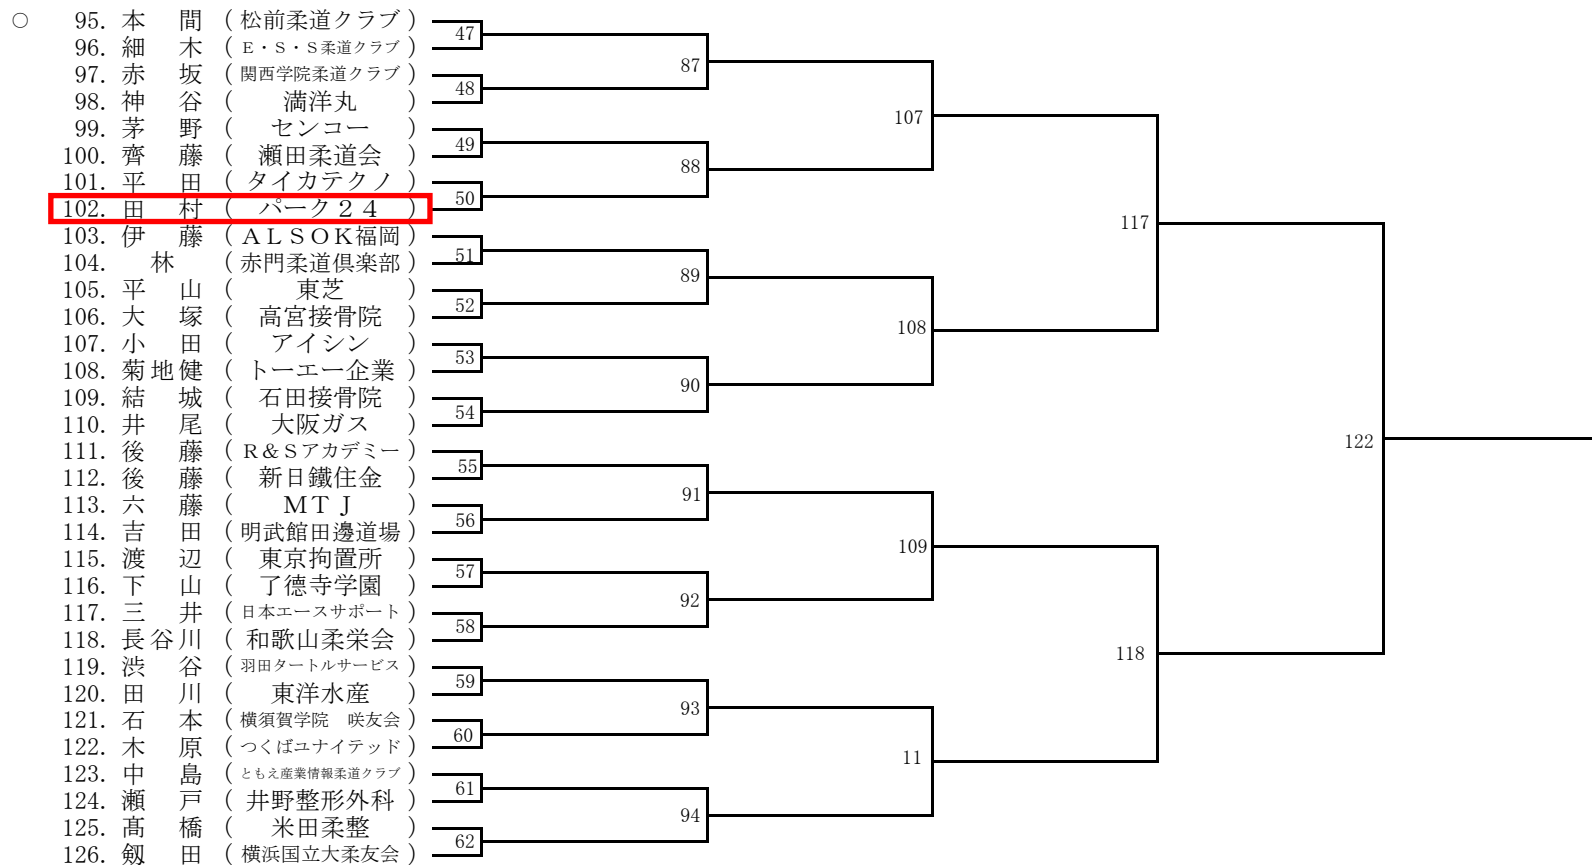 ○ 95. 本 間 (松前柔道クラブ)
96. 細 木 (E・S・S柔道クラブ)
97. 赤 坂 (関西学院柔道クラブ)
98. 神 谷 (満洋丸)
99. 茅 野 (センコー)
100. 齊 藤 (瀬田柔道会)
101. 平 田 (タイカテクノ)
102. 田 村 (パーク24)
103. 伊 藤 (ALSOK福岡)
104. 林 (赤門柔道倶楽部)
105. 平 山 (東芝)
106. 大 塚 (高宮接骨院)
107. 小 田 (アイシン)
108. 菊地健 (トーエー企業)
109. 結 城 (石田接骨院)
110. 井 尾 (大阪ガス)
111. 後 藤 (R&Sアカデミー)
112. 後 藤 (新日鐵住金)
113. 六 藤 (MTJ)
114. 吉 田 (明武館田邊道場)
115. 渡 辺 (東京拘置所)
116. 下 山 (了德寺学園)
117. 三 井 (日本エースサポート)
118. 長谷川 (和歌山柔栄会)
119. 渋 谷 (羽田タートルサービス)
120. 田 川 (東洋水産)
121. 石 本 (横須賀学院 咲友会)
122. 木 原 (つくばユナイテッド)
123. 中 島 (ともえ産業情報柔道クラブ)
124. 瀬 戸 (井野整形外科)
125. 髙 橋 (米田柔整)
126. 剱 田 (横浜国立大柔友会)
47
48
49
50
51
52
53
54
55
56
57
58
59
60
61
62
87
88
89
90
91
92
93
94
107
108
109
11
117
118
122